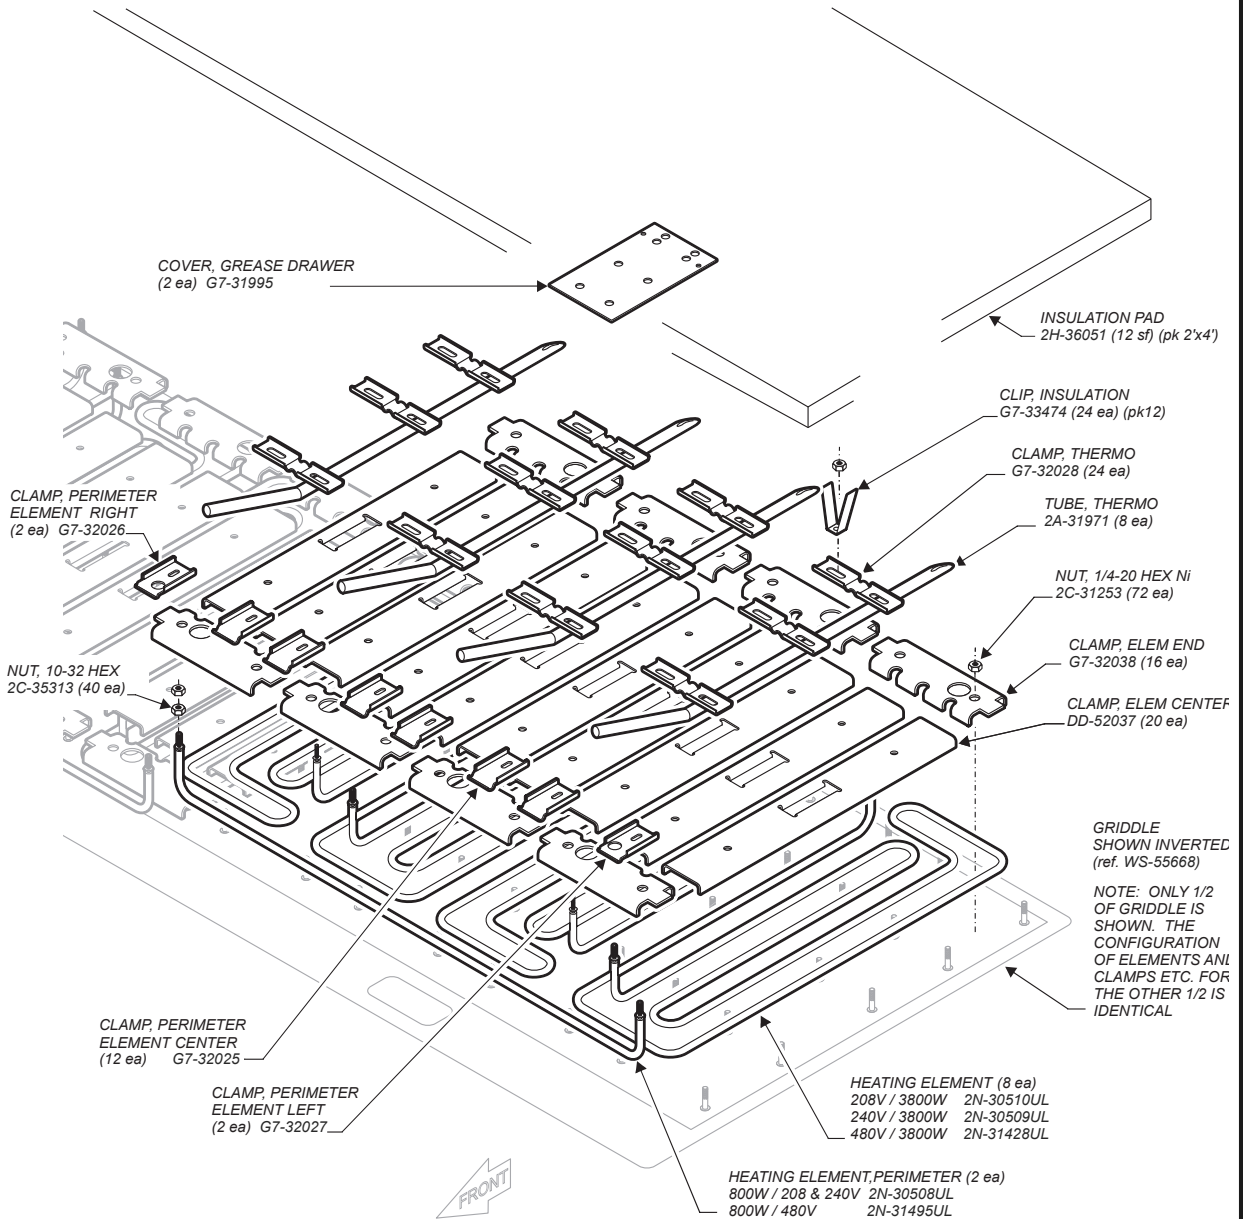 COVER, GREASE DRAWER
(2 ea) G7-31995
INSULATION PAD
2H-36051 (12 sf) (pk 2'x4')
CLIP, INSULATION
G7-33474 (24 ea) (pk12)
CLAMP, THERMO
G7-32028 (24 ea)
TUBE, THERMO
2A-31971 (8 ea)
NUT, 1/4-20 HEX Ni
2C-31253 (72 ea)
CLAMP, ELEM END
G7-32038 (16 ea)
CLAMP, ELEM CENTER
DD-52037 (20 ea)
CLAMP, PERIMETER
ELEMENT RIGHT
(2 ea) G7-32026
NUT, 10-32 HEX
2C-35313 (40 ea)
GRIDDLE
SHOWN INVERTED
(ref. WS-55668)
NOTE: ONLY 1/2
OF GRIDDLE IS
SHOWN. THE
CONFIGURATION
OF ELEMENTS AND
CLAMPS ETC. FOR
THE OTHER 1/2 IS
IDENTICAL
CLAMP, PERIMETER
ELEMENT CENTER
(12 ea) G7-32025
CLAMP, PERIMETER
ELEMENT LEFT
(2 ea) G7-32027
HEATING ELEMENT (8 ea)
208V / 3800W 2N-30510UL
240V / 3800W 2N-30509UL
480V / 3800W 2N-31428UL
HEATING ELEMENT,PERIMETER (2 ea)
800W / 208 & 240V 2N-30508UL
800W / 480V 2N-31495UL
FRONT